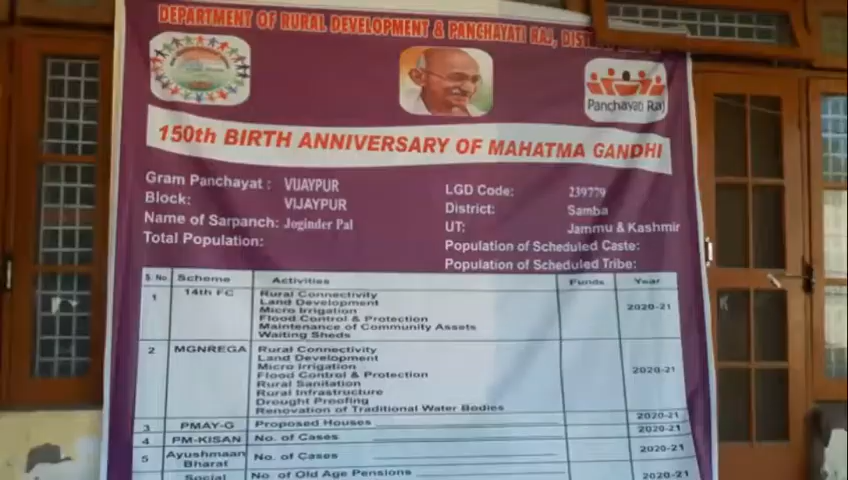 DEPARTMENT OF RURAL DEVELOPMENT & PANCHAYATI RAJ,
Panchayati Raj
150th BIRTH ANNIVERSARY OF MAHATMA GANDHI
Gram Panchayat : VIJAYPUR
Block: VIJAYPUR
Name of Sarpanch: Joginder Pal
Total Population:
LGD Code: 239779
District: Samba
UT: Jammu & Kashmir
Population of Scheduled Caste:
Population of Scheduled Tribe:
S. No. Scheme Activities Funds Year
1 14th FC Rural Connectivity 2020-21
Land Development
Micro Irrigation
Flood Control & Protection
Maintenance of Community Assets
Waiting Sheds
2 MGNREGA Rural Connectivity 2020-21
Land Development
Micro Irrigation
Flood Control & Protection
Rural Sanitation
Rural Infrastructure
Drought Proofing
Renovation of Traditional Water Bodies
3 PMAY-G Proposed Houses 2020-21
4 PM-KISAN No. of Cases 2020-21
5 Ayushmaan Bharat No. of Cases 2020-21
Social No. of Old Age Pensions 2020-21